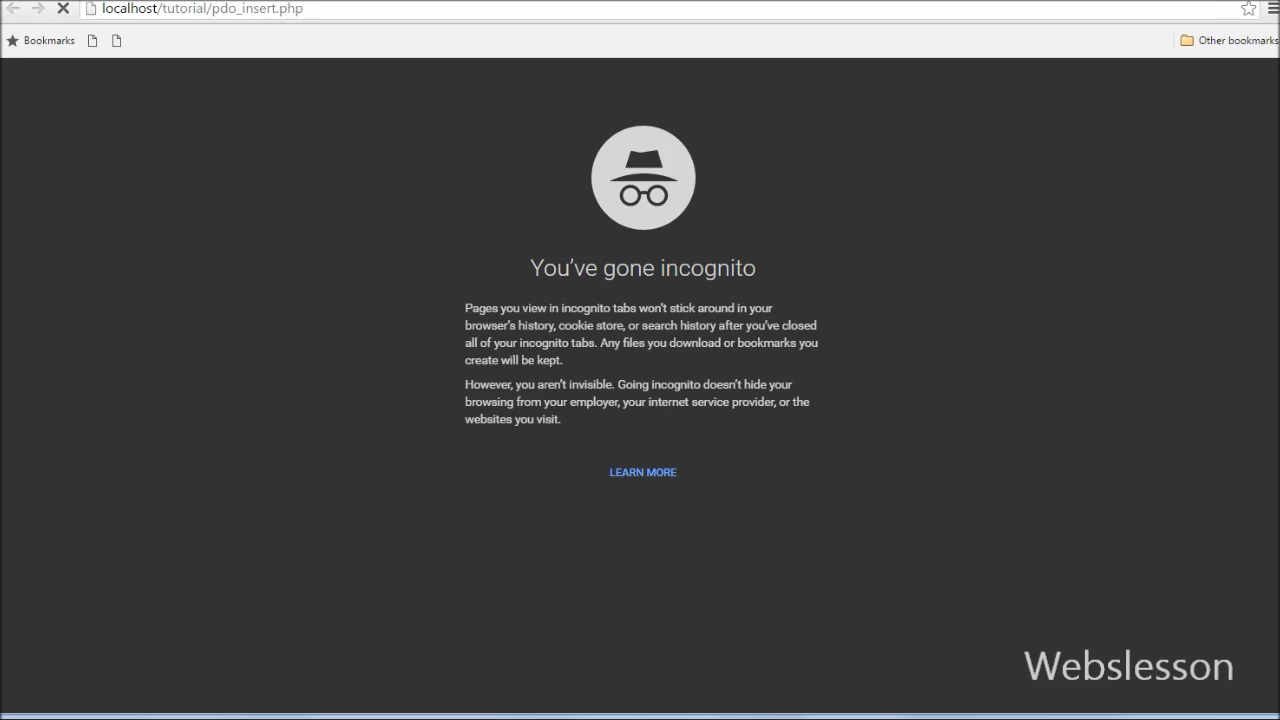 localhost/tutorial/pdo_insert.php
Bookmarks
Other bookmarks
You've gone incognito
Pages you view in incognito tabs won't stick around in your
browser's history, cookie store, or search history after you've closed
all of your incognito tabs. Any files you download or bookmarks you
create will be kept.
However, you aren't invisible. Going incognito doesn't hide your
browsing from your employer, your internet service provider, or the
websites you visit.
LEARN MORE
Webslesson